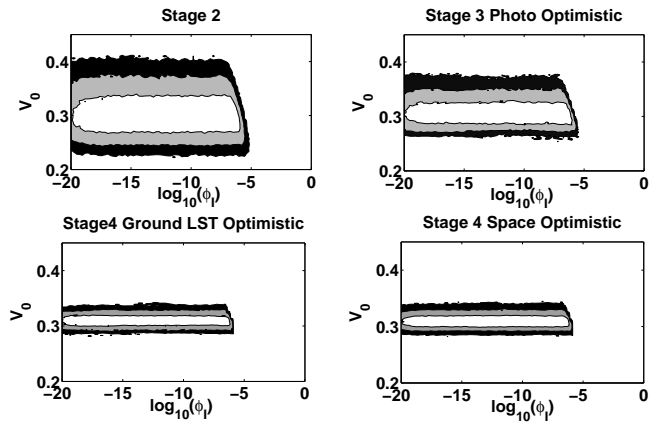 Stage 2
0.4
0.3
0.2
V0
−20 −15 −10 −5 0
log10(ϕl)
Stage 3 Photo Optimistic
0.4
0.3
0.2
V0
−20 −15 −10 −5 0
log10(ϕl)
Stage4 Ground LST Optimistic
0.4
0.3
0.2
V0
−20 −15 −10 −5 0
log10(ϕl)
Stage 4 Space Optimistic
0.4
0.3
0.2
V0
−20 −15 −10 −5 0
log10(ϕl)